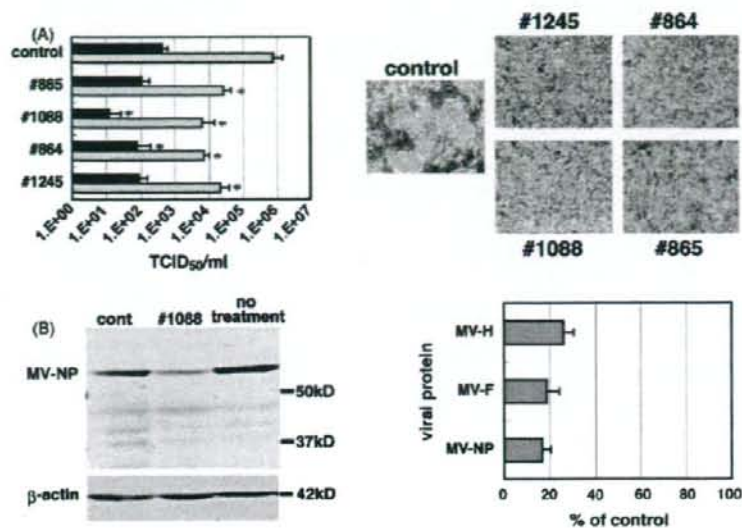 (A)
control
#865
#1088
#864
#1245
1.E+00
1.E+01
1.E+02
1.E+03
1.E+04
1.E+05
1.E+06
1.E+07
TCID50/ml
control
#1245
#864
#1088
#865
(B)
cont
#1088
no treatment
MV-NP
50kD
37kD
β-actin
42kD
viral protein
MV-H
MV-F
MV-NP
0
20
40
60
80
100
% of control